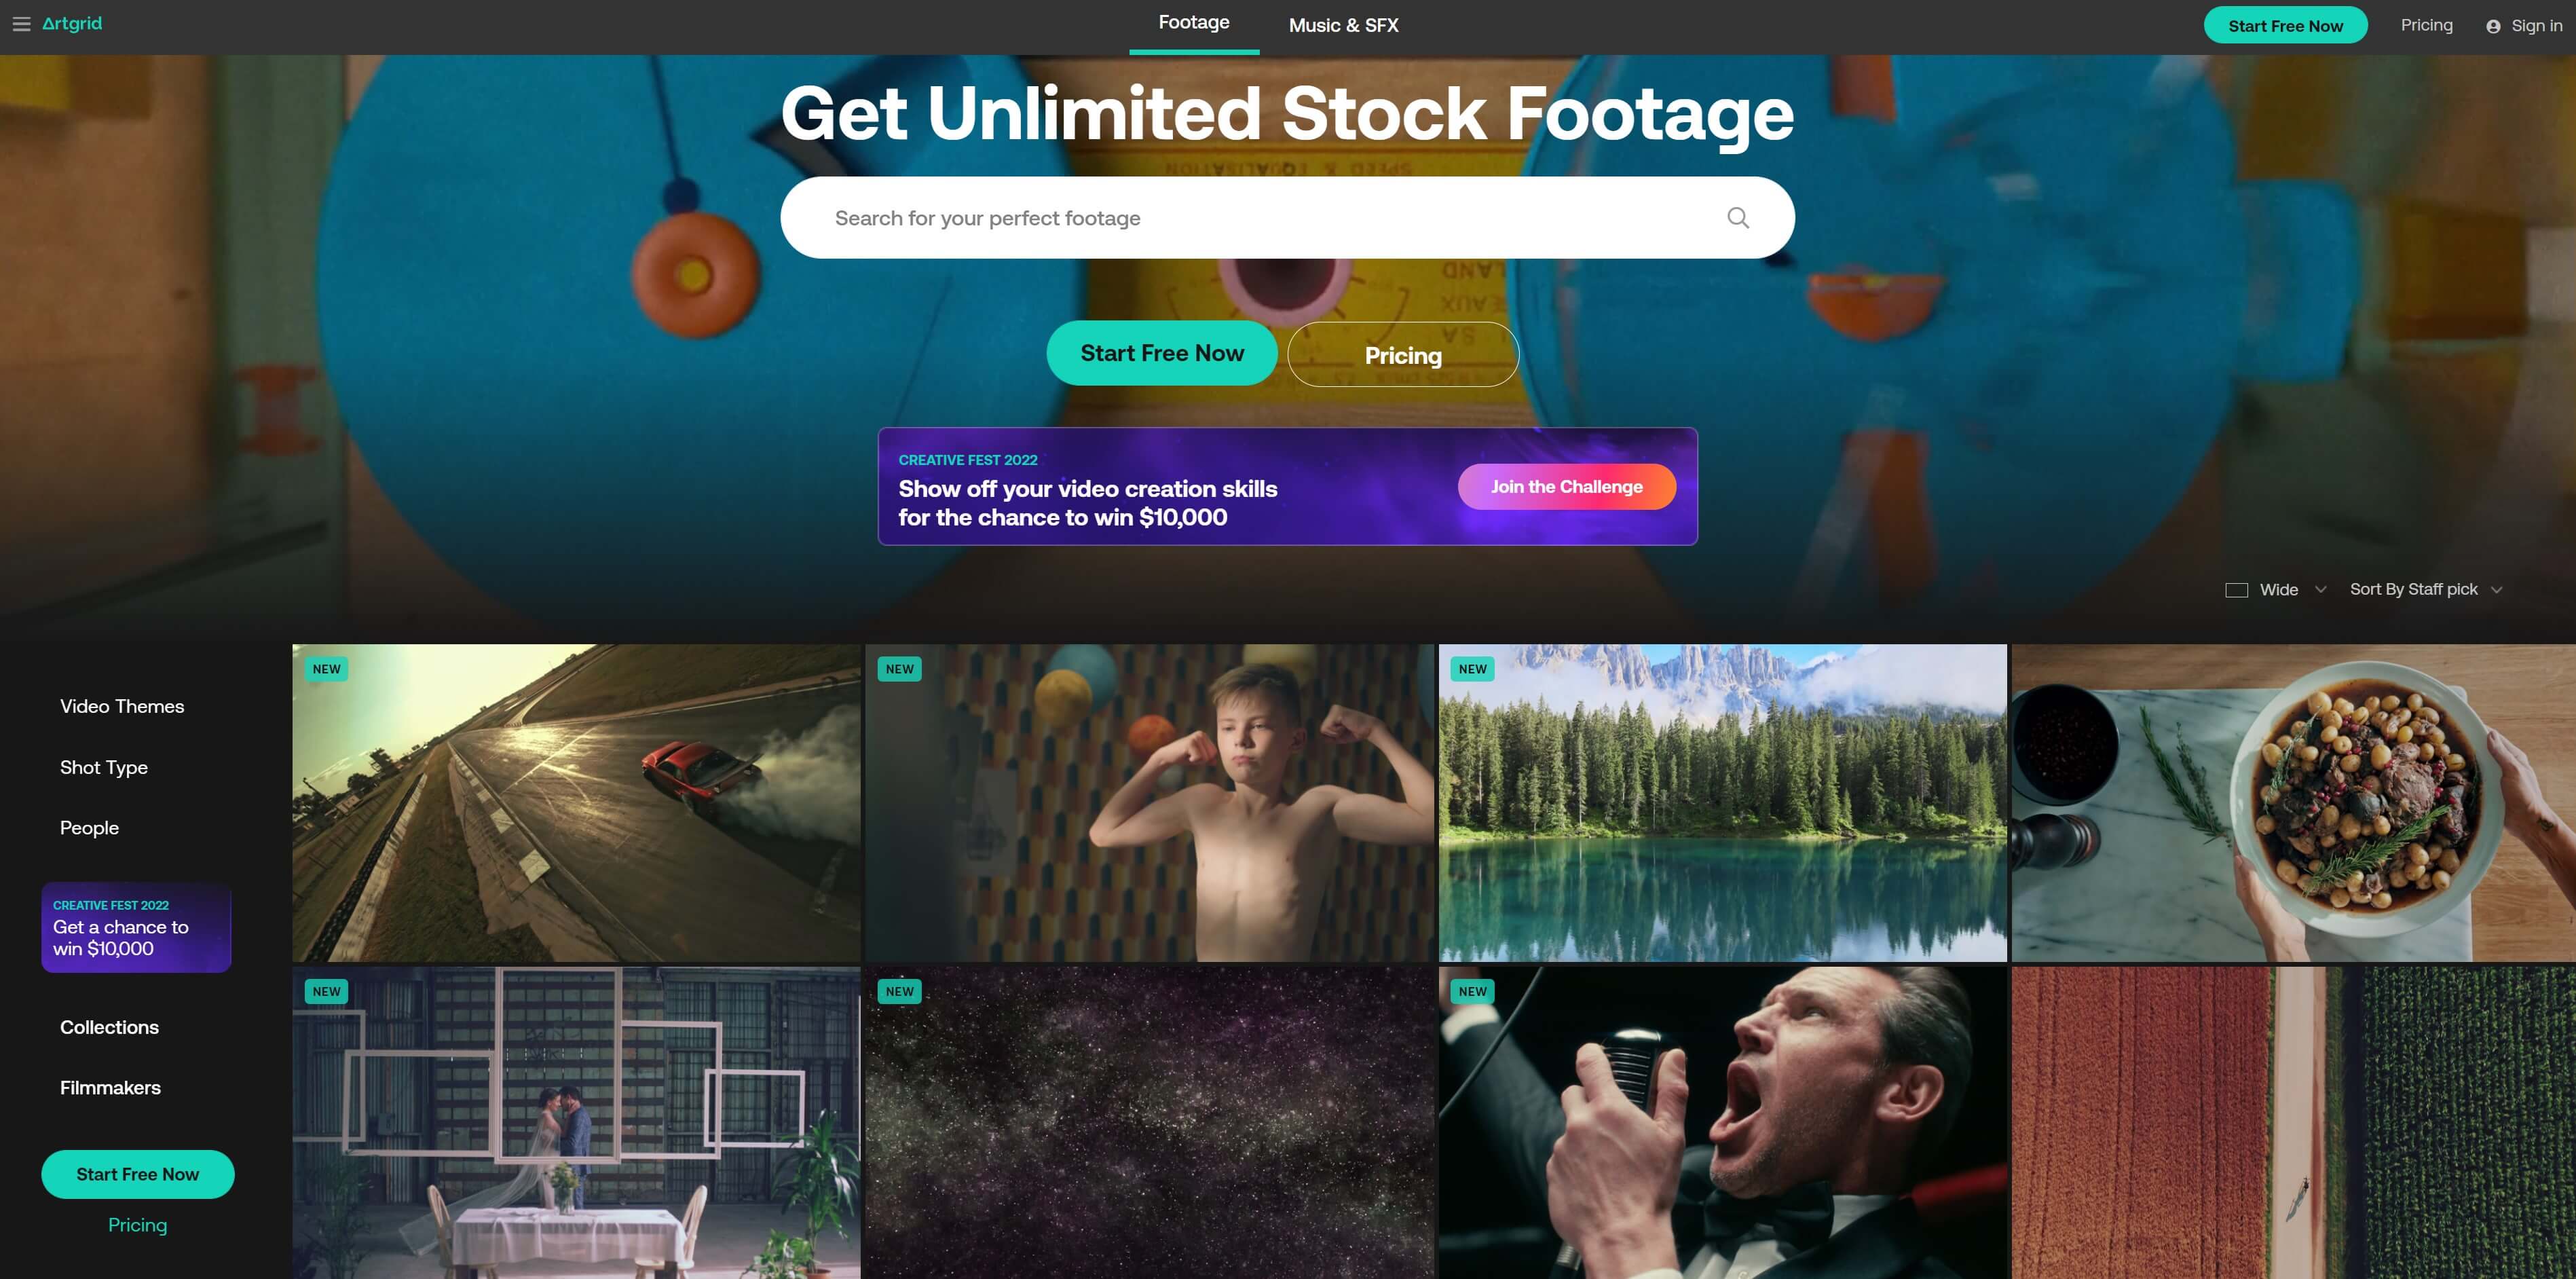 Artgrid
Footage
Music & SFX
Start Free Now
Pricing
Sign in
Get Unlimited Stock Footage
SPEED & EQUALISATION
Search for your perfect footage
Start Free Now
Pricing
CREATIVE FEST 2022
Show off your video creation skills
for the chance to win $10,000
Join the Challenge
Wide
Sort By Staff pick
Video Themes
Shot Type
People
CREATIVE FEST 2022
Get a chance to
win $10,000
Collections
Filmmakers
Start Free Now
Pricing
NEW
NEW
NEW
NEW
NEW
NEW